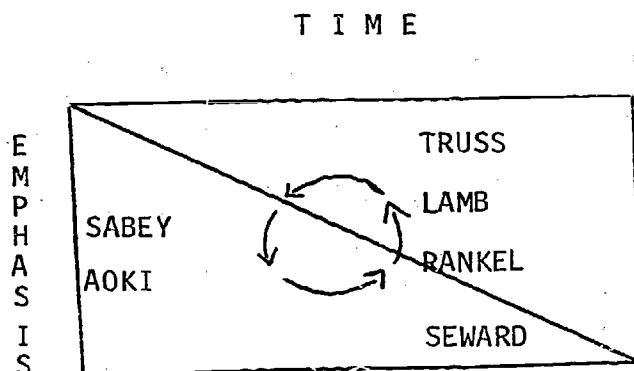 TIME
EMPHASIS
TRUSS
LAMB
SABEY
RANKEL
AOKI
SEWARD